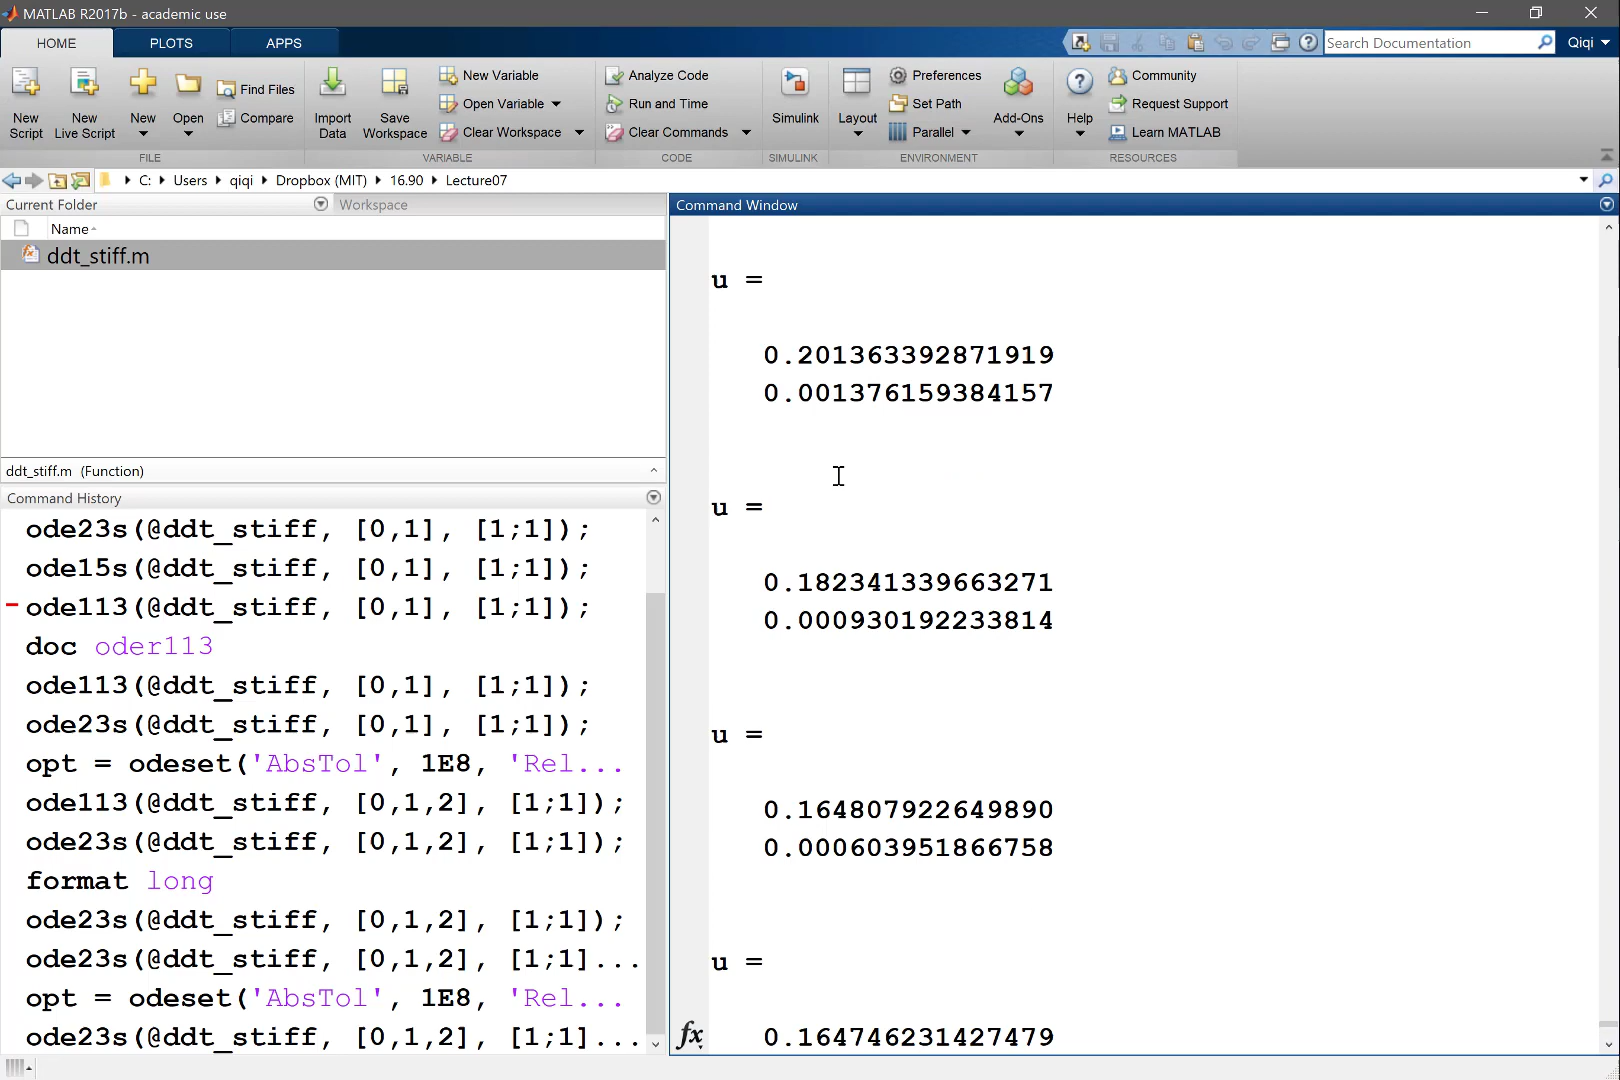 MATLAB R2017b - academic use
HOME PLOTS APPS
Search Documentation Qiqi
New Script
New Live Script
New
Open
Find Files
Compare
Import Data
Save Workspace
New Variable
Open Variable
Clear Workspace
Analyze Code
Run and Time
Clear Commands
Simulink
Layout
Preferences
Set Path
Parallel
Add-Ons
Help
Community
Request Support
Learn MATLAB
FILE VARIABLE CODE SIMULINK ENVIRONMENT RESOURCES
C: Users qiqi Dropbox (MIT) 16.90 Lecture07
Current Folder Workspace
Name
ddt_stiff.m
ddt_stiff.m (Function)
Command History
ode23s(@ddt_stiff, [0,1], [1;1]);
ode15s(@ddt_stiff, [0,1], [1;1]);
ode113(@ddt_stiff, [0,1], [1;1]);
doc oder113
ode113(@ddt_stiff, [0,1], [1;1]);
ode23s(@ddt_stiff, [0,1], [1;1]);
opt = odeset('AbsTol', 1E8, 'Rel...
ode113(@ddt_stiff, [0,1,2], [1;1]);
ode23s(@ddt_stiff, [0,1,2], [1;1]);
format long
ode23s(@ddt_stiff, [0,1,2], [1;1]);
ode23s(@ddt_stiff, [0,1,2], [1;1]...
opt = odeset('AbsTol', 1E8, 'Rel...
ode23s(@ddt_stiff, [0,1,2], [1;1]...
Command Window
u =
0.201363392871919
0.001376159384157
u =
0.182341339663271
0.000930192233814
u =
0.164807922649890
0.000603951866758
u =
fx
0.164746231427479